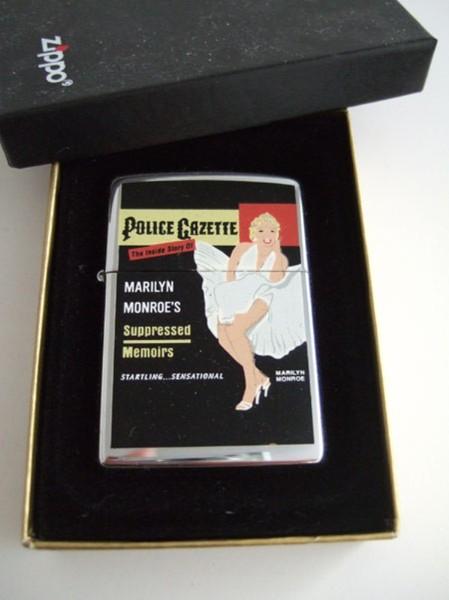 zippo®
POLICE GAZETTE
The Inside Story Of
MARILYN
MONROE'S
Suppressed
Memoirs
STARTLING...SENSATIONAL
MARILYN
MONROE